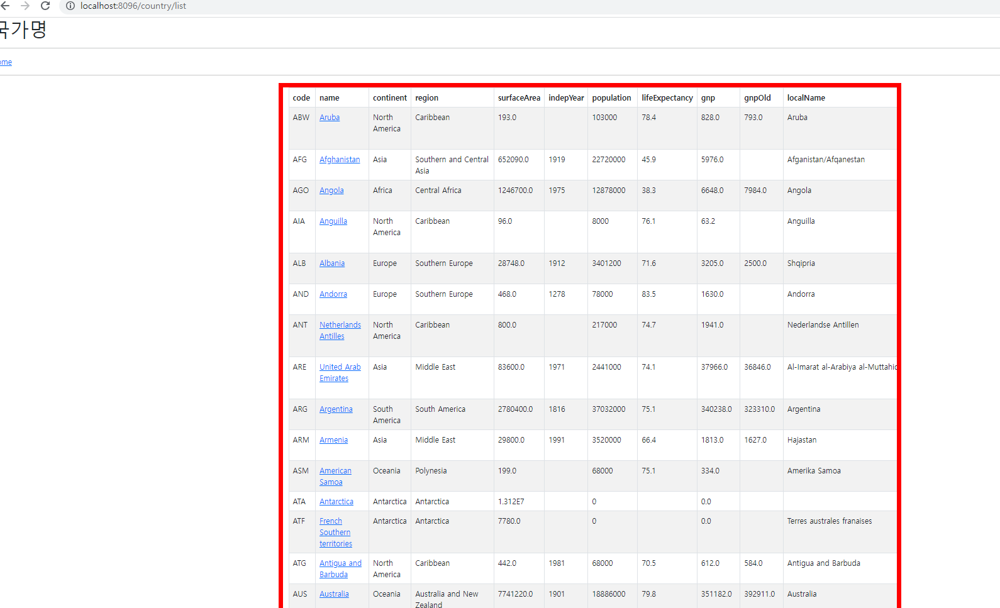 localhost:8096/country/list
국가명
ome
code name continent region surfaceArea indepYear population lifeExpectancy gnp gnpOld localName
ABW Aruba North Caribbean 193.0 103000 78.4 828.0 793.0 Aruba
America
AFG Afghanistan Asia Southern and Central 652090.0 1919 22720000 45.9 5976.0 Afganistan/Afqanestan
Asia
AGO Angola Africa Central Africa 1246700.0 1975 12878000 38.3 6648.0 7984.0 Angola
AIA Anguilla North Caribbean 96.0 8000 76.1 63.2 Anguilla
America
ALB Albania Europe Southern Europe 28748.0 1912 3401200 71.6 3205.0 2500.0 Shqipria
AND Andorra Europe Southern Europe 468.0 1278 78000 83.5 1630.0 Andorra
ANT Netherlands North Caribbean 800.0 217000 74.7 1941.0 Nederlandse Antillen
Antilles America
ARE United Arab Asia Middle East 83600.0 1971 2441000 74.1 37966.0 36846.0 Al-Imarat al-Arabiya al-Muttahid
Emirates
ARG Argentina South South America 2780400.0 1816 37032000 75.1 340238.0 323310.0 Argentina
America
ARM Armenia Asia Middle East 29800.0 1991 3520000 66.4 1813.0 1627.0 Hajastan
ASM American Oceania Polynesia 199.0 68000 75.1 334.0 Amerika Samoa
Samoa
ATA Antarctica Antarctica Antarctica 1.312E7 0 0.0
ATF French Antarctica Antarctica 7780.0 0 0.0 Terres australes franaises
Southern
territories
ATG Antigua and North Caribbean 442.0 1981 68000 70.5 612.0 584.0 Antigua and Barbuda
Barbuda America
AUS Australia Oceania Australia and New 7741220.0 1901 18886000 79.8 351182.0 392911.0 Australia
Zealand